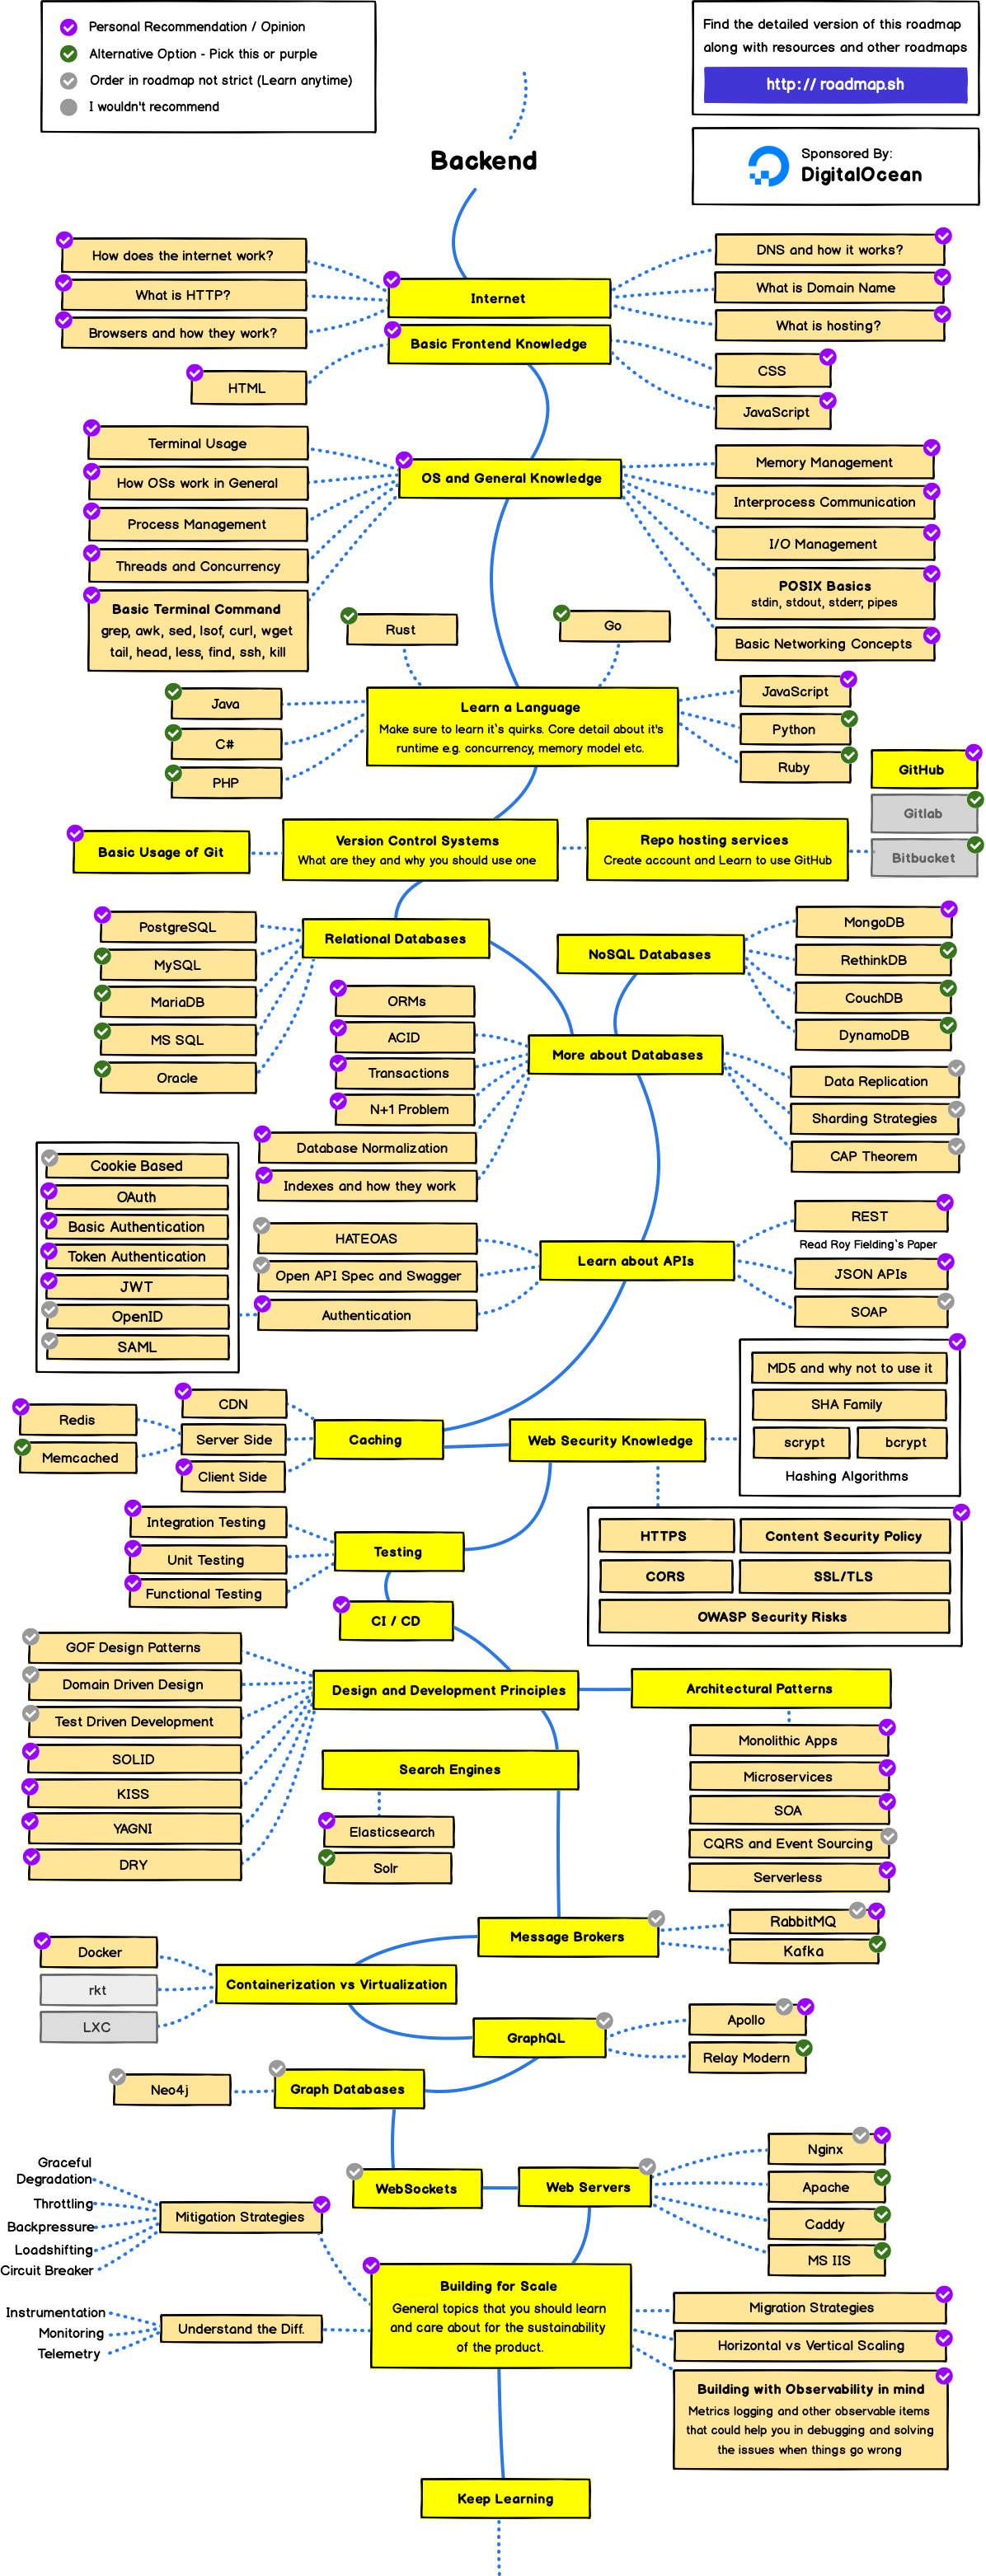 Personal Recommendation / Opinion
Alternative Option - Pick this or purple
Order in roadmap not strict (Learn anytime)
I wouldn't recommend
Find the detailed version of this roadmap
along with resources and other roadmaps
http://roadmap.sh
Sponsored By:
DigitalOcean
Backend
How does the internet work?
What is HTTP?
Browsers and how they work?
Internet
DNS and how it works?
What is Domain Name
What is hosting?
Basic Frontend Knowledge
HTML
CSS
JavaScript
Terminal Usage
How OSs work in General
Process Management
Threads and Concurrency
Basic Terminal Command
grep, awk, sed, lsof, curl, wget
tail, head, less, find, ssh, kill
OS and General Knowledge
Memory Management
Interprocess Communication
I/O Management
POSIX Basics
stdin, stdout, stderr, pipes
Basic Networking Concepts
Rust
Go
Java
C#
PHP
Learn a Language
Make sure to learn it`s quirks. Core detail about it's
runtime e.g. concurrency, memory model etc.
JavaScript
Python
Ruby
Basic Usage of Git
Version Control Systems
What are they and why you should use one
Repo hosting services
Create account and Learn to use GitHub
GitHub
Gitlab
Bitbucket
PostgreSQL
MySQL
MariaDB
MS SQL
Oracle
Relational Databases
NoSQL Databases
MongoDB
RethinkDB
CouchDB
DynamoDB
ORMs
ACID
Transactions
N+1 Problem
Database Normalization
Indexes and how they work
More about Databases
Data Replication
Sharding Strategies
CAP Theorem
Cookie Based
OAuth
Basic Authentication
Token Authentication
JWT
OpenID
SAML
HATEOAS
Open API Spec and Swagger
Authentication
Learn about APIs
REST
Read Roy Fielding`s Paper
JSON APIs
SOAP
Redis
Memcached
CDN
Server Side
Client Side
Caching
Web Security Knowledge
MD5 and why not to use it
SHA Family
scrypt
bcrypt
Hashing Algorithms
HTTPS
Content Security Policy
CORS
SSL/TLS
OWASP Security Risks
Integration Testing
Unit Testing
Functional Testing
Testing
CI / CD
GOF Design Patterns
Domain Driven Design
Test Driven Development
SOLID
KISS
YAGNI
DRY
Design and Development Principles
Architectural Patterns
Monolithic Apps
Microservices
SOA
CQRS and Event Sourcing
Serverless
Search Engines
Elasticsearch
Solr
Message Brokers
RabbitMQ
Kafka
Docker
rkt
LXC
Containerization vs Virtualization
GraphQL
Apollo
Relay Modern
Neo4j
Graph Databases
WebSockets
Web Servers
Nginx
Apache
Caddy
MS IIS
Graceful
Degradation
Throttling
Backpressure
Loadshifting
Circuit Breaker
Mitigation Strategies
Instrumentation
Monitoring
Telemetry
Understand the Diff.
Building for Scale
General topics that you should learn
and care about for the sustainability
of the product.
Migration Strategies
Horizontal vs Vertical Scaling
Building with Observability in mind
Metrics logging and other observable items
that could help you in debugging and solving
the issues when things go wrong
Keep Learning